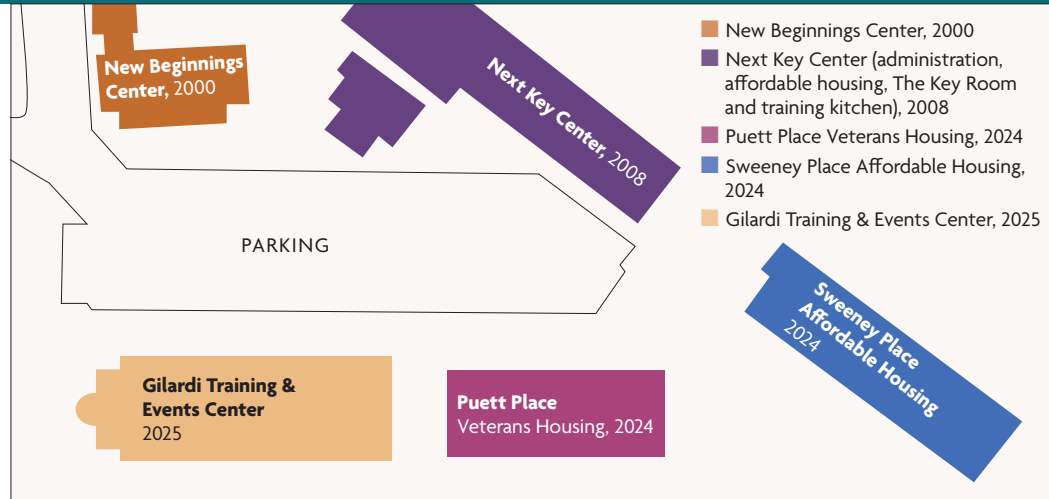 New Beginnings
Center, 2000
Next Key Center, 2008
New Beginnings Center, 2000
Next Key Center (administration,
affordable housing, The Key Room
and training kitchen), 2008
Puett Place Veterans Housing, 2024
Sweeney Place Affordable Housing,
2024
Gilardi Training & Events Center, 2025
PARKING
Sweeney Place
Affordable Housing
2024
Gilardi Training &
Events Center
2025
Puett Place
Veterans Housing, 2024